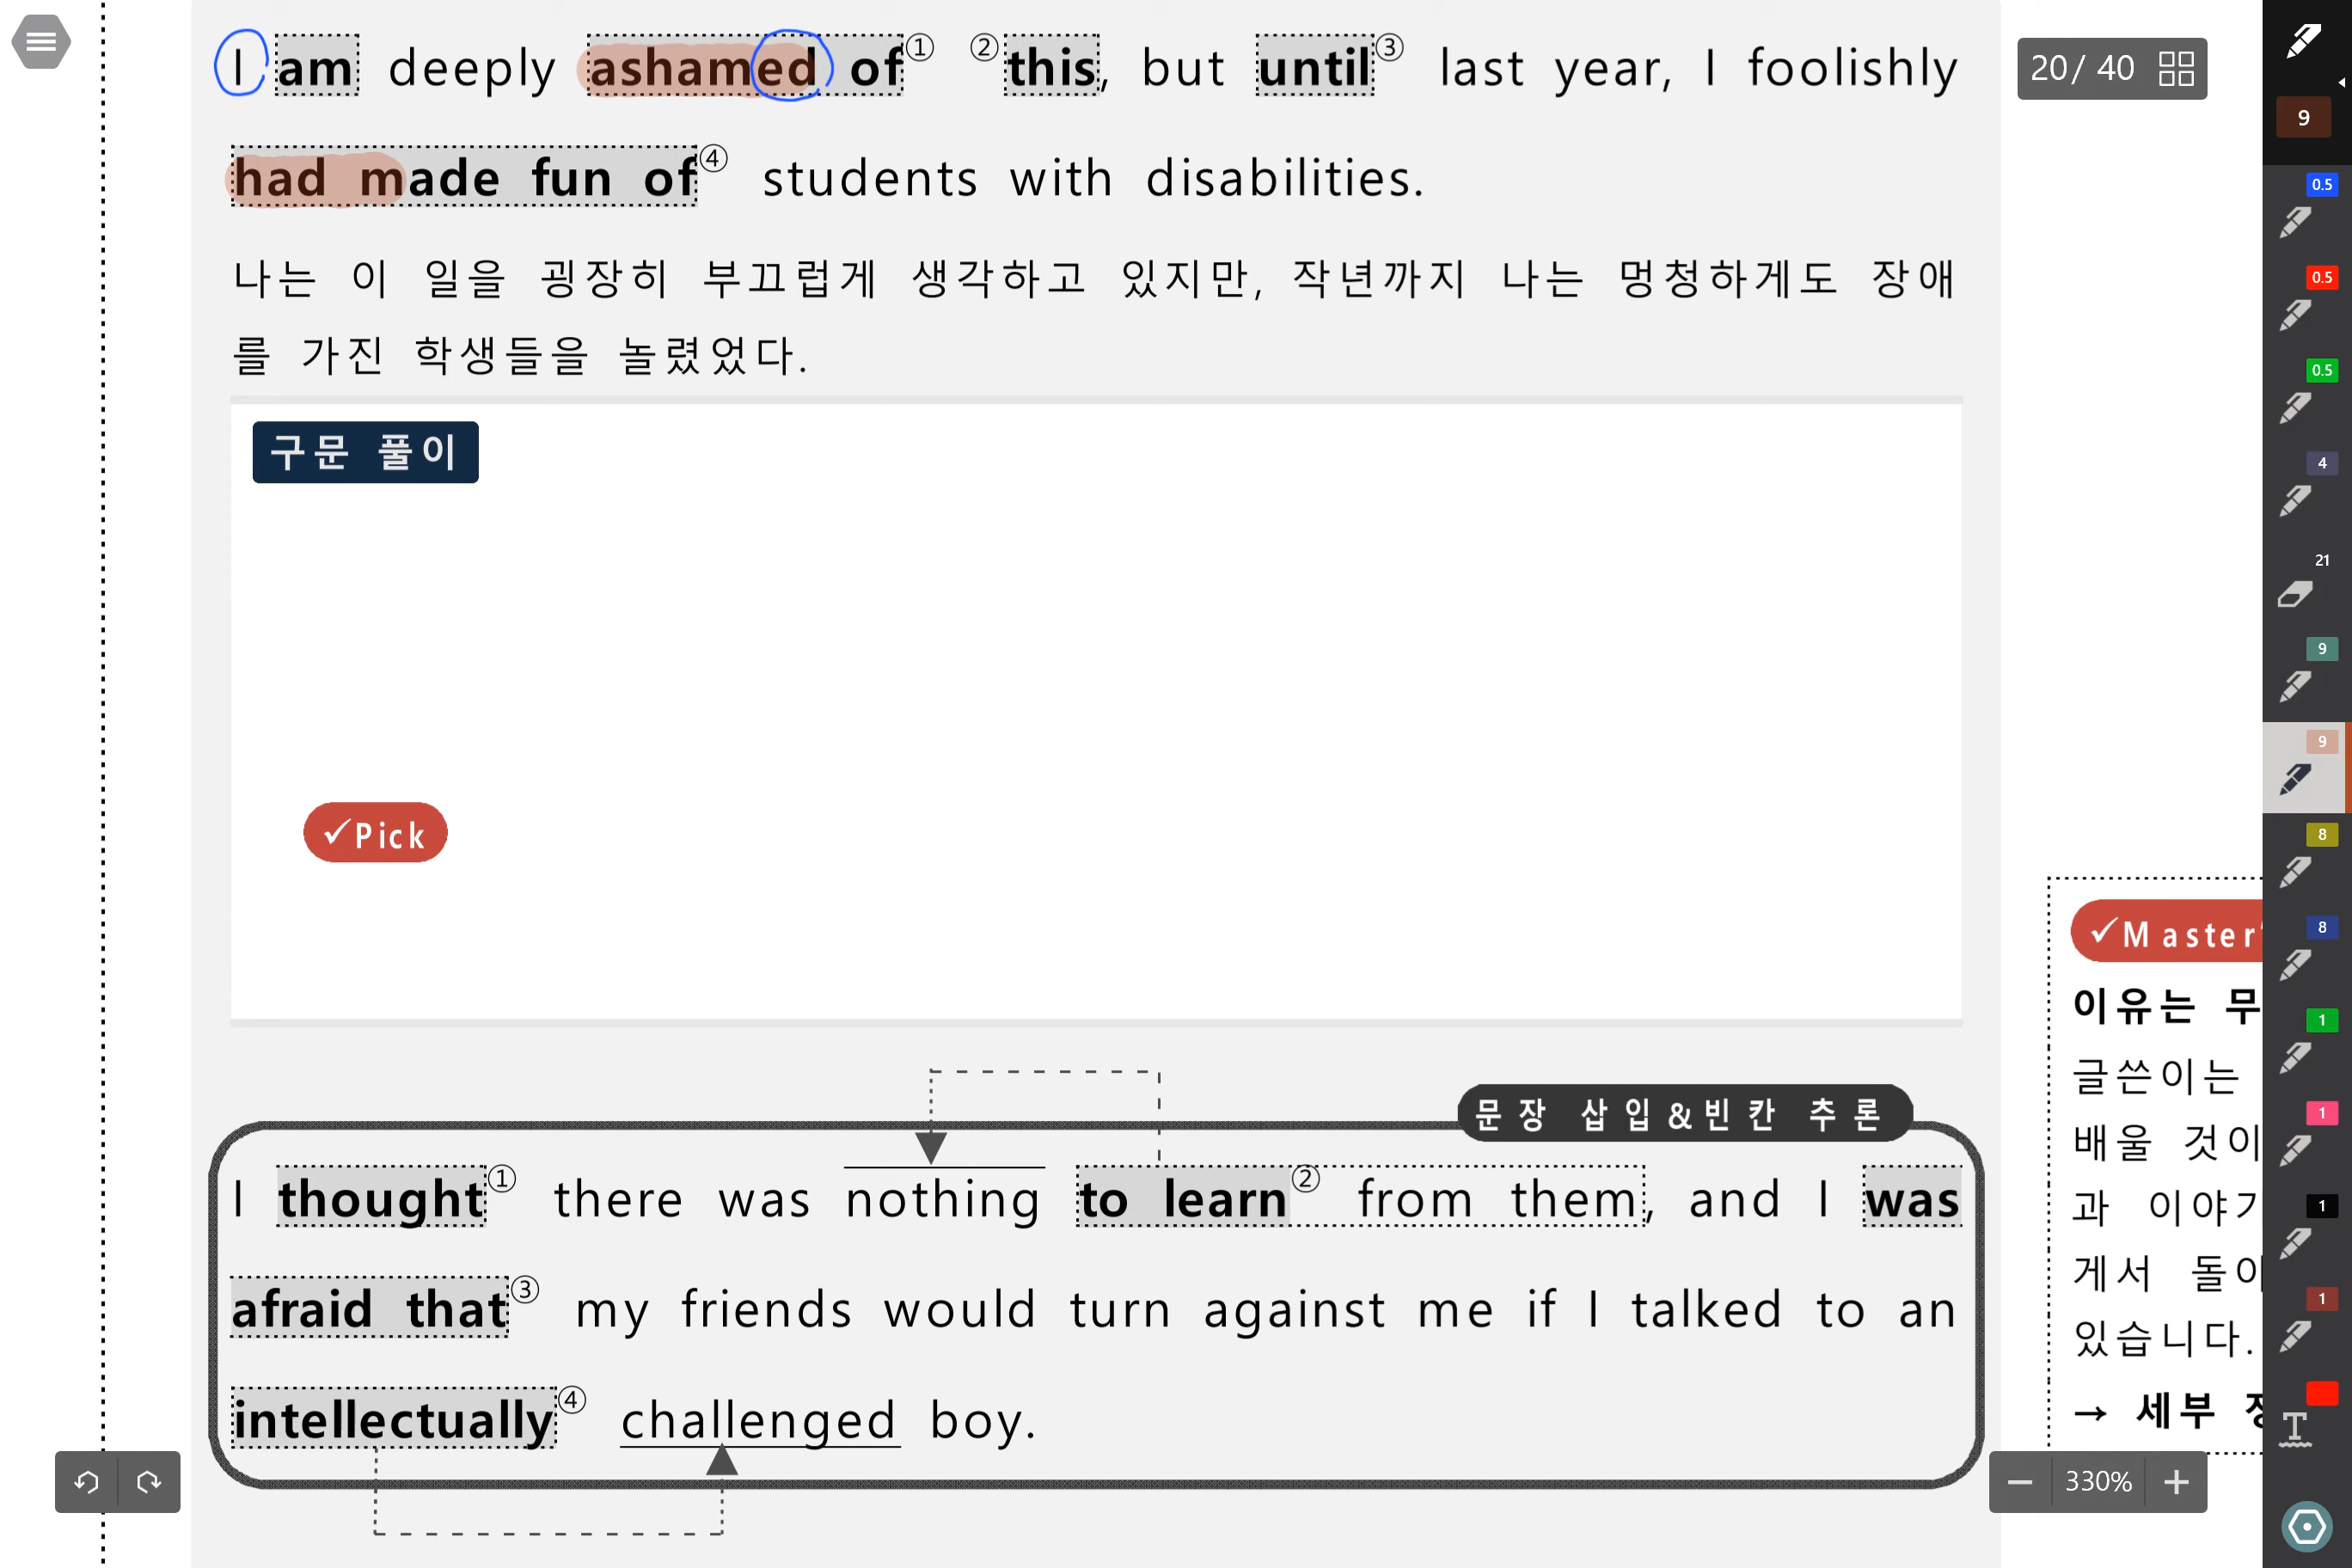 I am deeply ashamed of① ②this, but until③ last year, I foolishly
had made fun of④ students with disabilities.
나는 이 일을 굉장히 부끄럽게 생각하고 있지만, 작년까지 나는 멍청하게도 장애
를 가진 학생들을 놀렸었다.
구문 풀이
✓Pick
문장 삽입&빈칸 추론
I thought① there was nothing to learn② from them, and I was
afraid that③ my friends would turn against me if I talked to an
intellectually④ challenged boy.
20/ 40
✓Master
이유는 무
글쓴이는
배울 것이
과 이야기
게서 돌아
있습니다.
→ 세부 정
330%
9
0.5
0.5
0.5
4
21
9
9
8
8
1
1
1
1
T